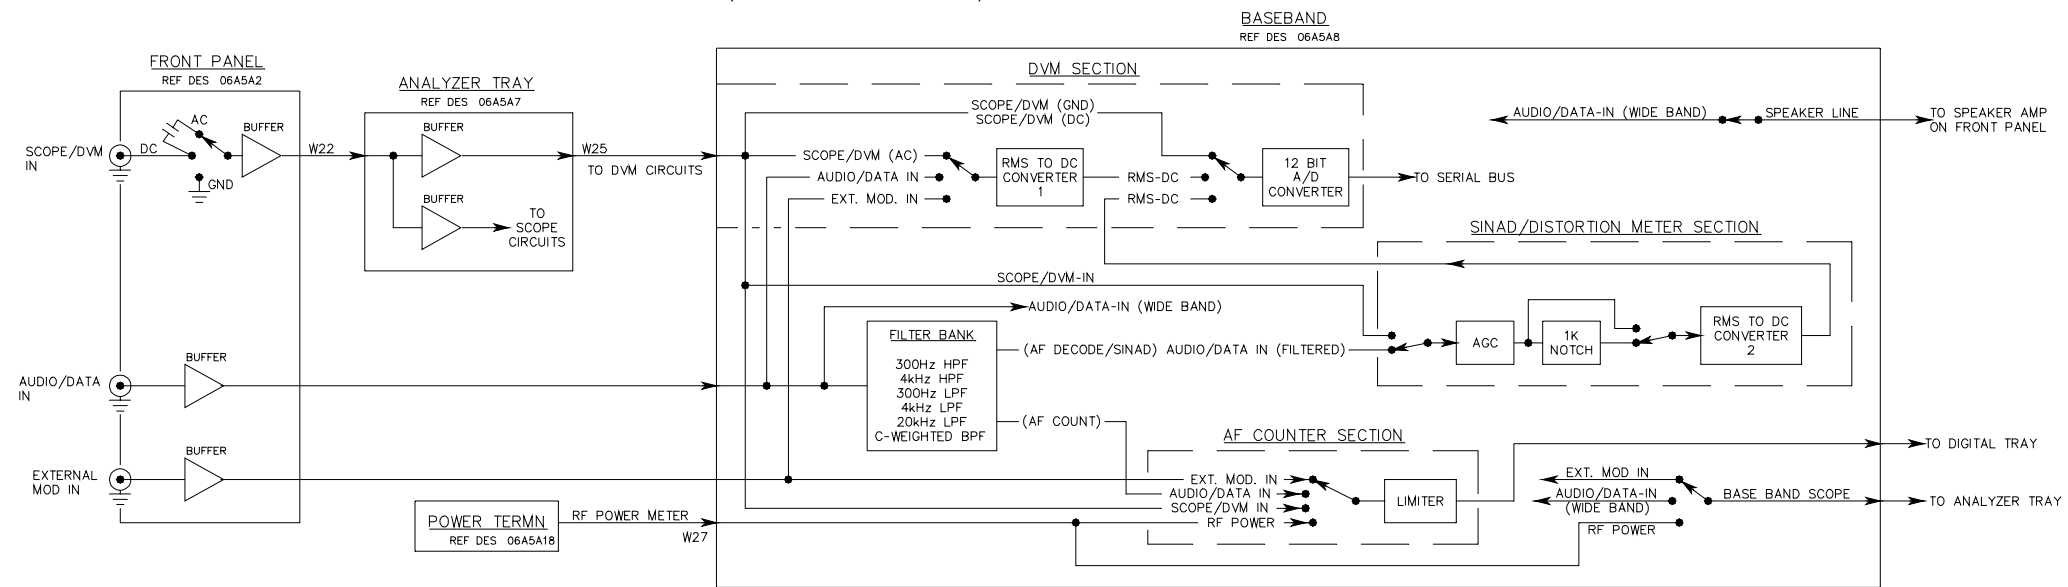 BASEBAND
REF DES 06A5A8
FRONT PANEL
REF DES 06A5A2
ANALYZER TRAY
REF DES 06A5A7
SCOPE/DVM
IN
DC
AC
GND
BUFFER
W22
BUFFER
BUFFER
TO
SCOPE
CIRCUITS
W25
TO DVM CIRCUITS
DVM SECTION
SCOPE/DVM (GND)
SCOPE/DVM (DC)
SCOPE/DVM (AC)
AUDIO/DATA IN
EXT. MOD. IN
RMS TO DC
CONVERTER
1
RMS-DC
RMS-DC
12 BIT
A/D
CONVERTER
TO SERIAL BUS
AUDIO/DATA-IN (WIDE BAND)
SPEAKER LINE
TO SPEAKER AMP
ON FRONT PANEL
SINAD/DISTORTION METER SECTION
SCOPE/DVM-IN
AUDIO/DATA-IN (WIDE BAND)
FILTER BANK
300Hz HPF
4kHz HPF
300Hz LPF
4kHz LPF
20kHz LPF
C-WEIGHTED BPF
(AF DECODE/SINAD) AUDIO/DATA IN (FILTERED)
(AF COUNT)
AGC
1K
NOTCH
RMS TO DC
CONVERTER
2
AUDIO/DATA
IN
BUFFER
EXTERNAL
MOD IN
BUFFER
POWER TERMN
REF DES 06A5A18
RF POWER METER
W27
AF COUNTER SECTION
EXT. MOD. IN
AUDIO/DATA IN
SCOPE/DVM IN
RF POWER
LIMITER
TO DIGITAL TRAY
EXT. MOD IN
AUDIO/DATA-IN
(WIDE BAND)
RF POWER
BASE BAND SCOPE
TO ANALYZER TRAY